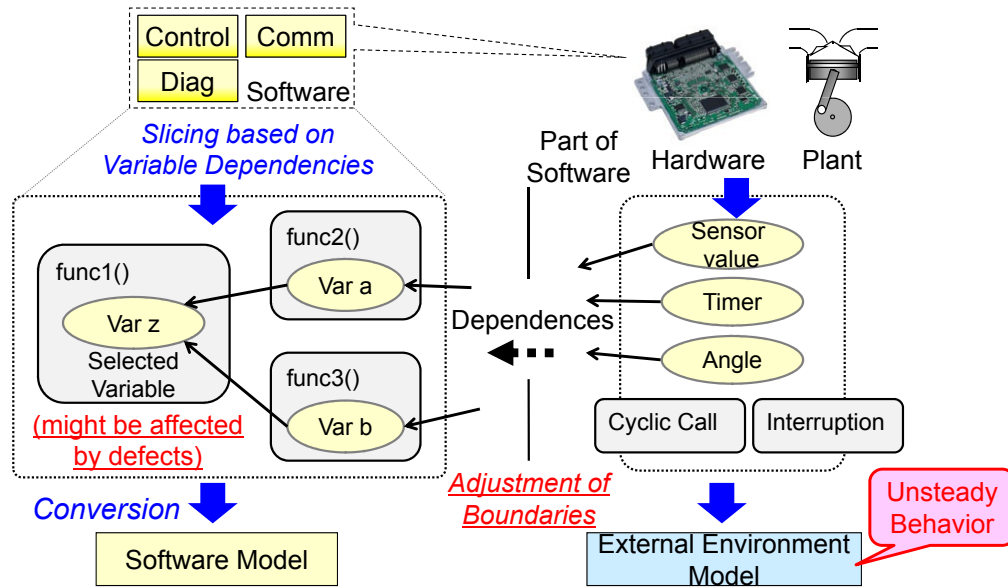 Control
Comm
Diag
Software
Slicing based on
Variable Dependencies
Part of
Software
Hardware
Plant
func1()
Var z
Selected
Variable
(might be affected
by defects)
func2()
Var a
func3()
Var b
Dependences
Adjustment of
Boundaries
Sensor
value
Timer
Angle
Cyclic Call
Interruption
Conversion
Software Model
External Environment
Model
Unsteady
Behavior